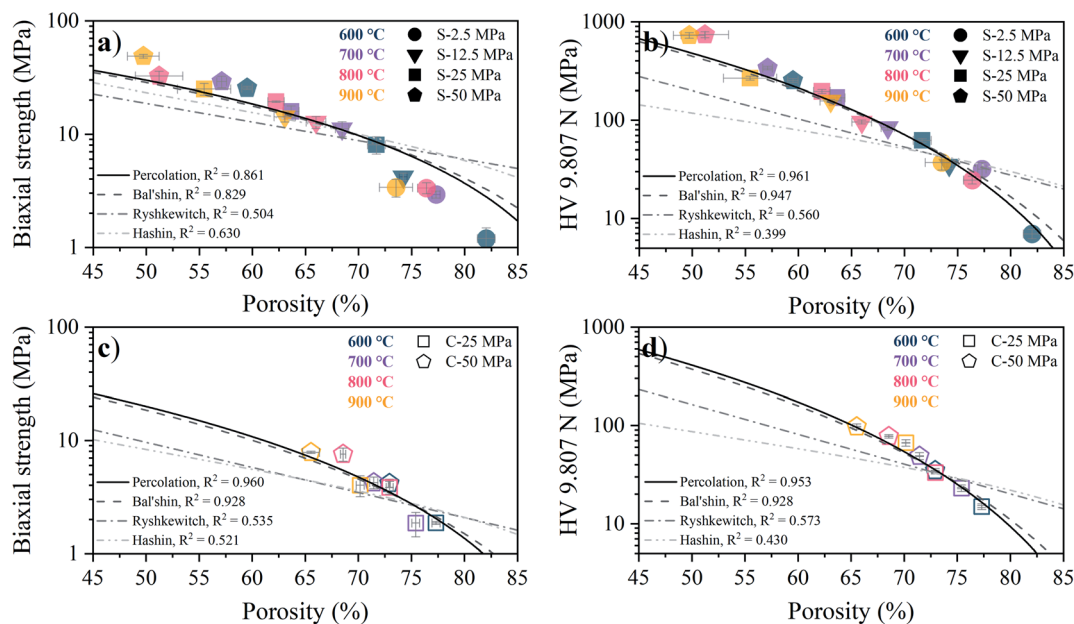 a)
Biaxial strength (MPa)
100
10
1
600 °C
700 °C
800 °C
900 °C
S-2.5 MPa
S-12.5 MPa
S-25 MPa
S-50 MPa
Percolation, R² = 0.861
Bal'shin, R² = 0.829
Ryshkewitch, R² = 0.504
Hashin, R² = 0.630
45 50 55 60 65 70 75 80 85
Porosity (%)
b)
HV 9.807 N (MPa)
1000
100
10
600 °C
700 °C
800 °C
900 °C
S-2.5 MPa
S-12.5 MPa
S-25 MPa
S-50 MPa
Percolation, R² = 0.961
Bal'shin, R² = 0.947
Ryshkewitch, R² = 0.560
Hashin, R² = 0.399
45 50 55 60 65 70 75 80 85
Porosity (%)
c)
Biaxial strength (MPa)
100
10
1
600 °C
700 °C
800 °C
900 °C
C-25 MPa
C-50 MPa
Percolation, R² = 0.960
Bal'shin, R² = 0.928
Ryshkewitch, R² = 0.535
Hashin, R² = 0.521
45 50 55 60 65 70 75 80 85
Porosity (%)
d)
HV 9.807 N (MPa)
1000
100
10
600 °C
700 °C
800 °C
900 °C
C-25 MPa
C-50 MPa
Percolation, R² = 0.953
Bal'shin, R² = 0.928
Ryshkewitch, R² = 0.573
Hashin, R² = 0.430
45 50 55 60 65 70 75 80 85
Porosity (%)